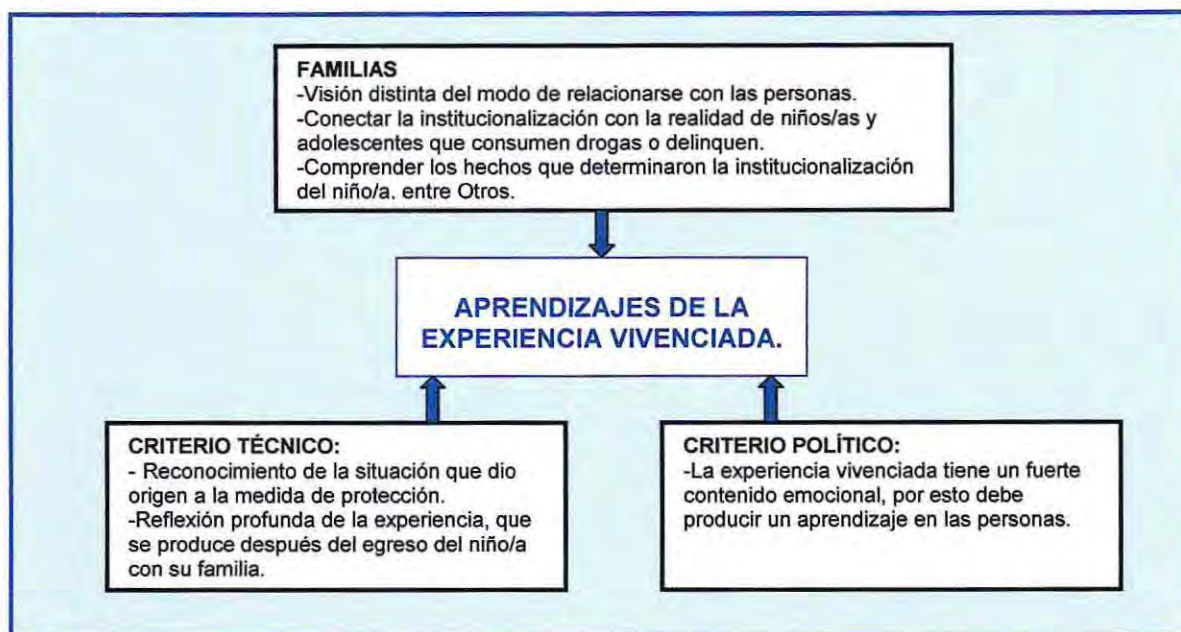 FAMILIAS
-Visión distinta del modo de relacionarse con las personas.
-Conectar la institucionalización con la realidad de niños/as y
adolescentes que consumen drogas o delinquen.
-Comprender los hechos que determinaron la institucionalización
del niño/a. entre Otros.
APRENDIZAJES DE LA
EXPERIENCIA VIVENCIADA.
CRITERIO TÉCNICO:
- Reconocimiento de la situación que dio
origen a la medida de protección.
-Reflexión profunda de la experiencia, que
se produce después del egreso del niño/a
con su familia.
CRITERIO POLÍTICO:
-La experiencia vivenciada tiene un fuerte
contenido emocional, por esto debe
producir un aprendizaje en las personas.